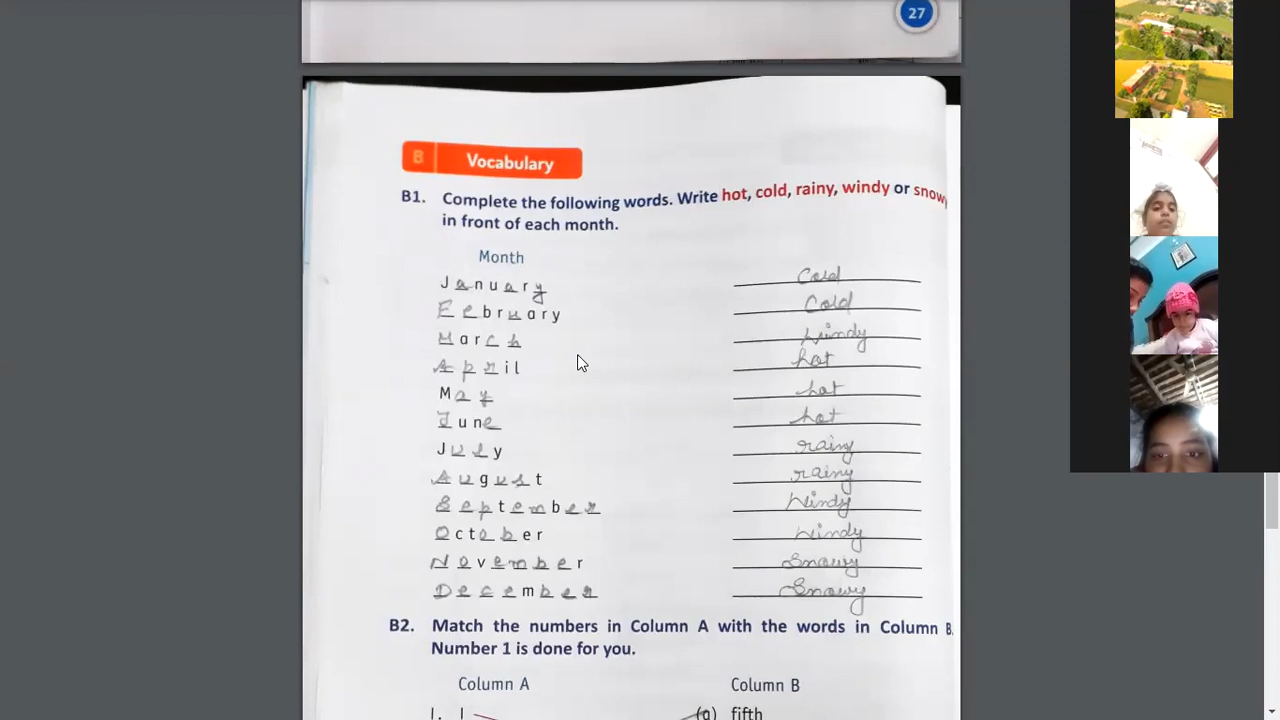 27
B Vocabulary
B1. Complete the following words. Write hot, cold, rainy, windy or snowy
in front of each month.
Month
January Cold
February Cold
March Windy
April hot
May hot
June hot
July rainy
August rainy
September Windy
October Windy
November Snowy
December Snowy
B2. Match the numbers in Column A with the words in Column B.
Number 1 is done for you.
Column A Column B
1. 1 (a) fifth